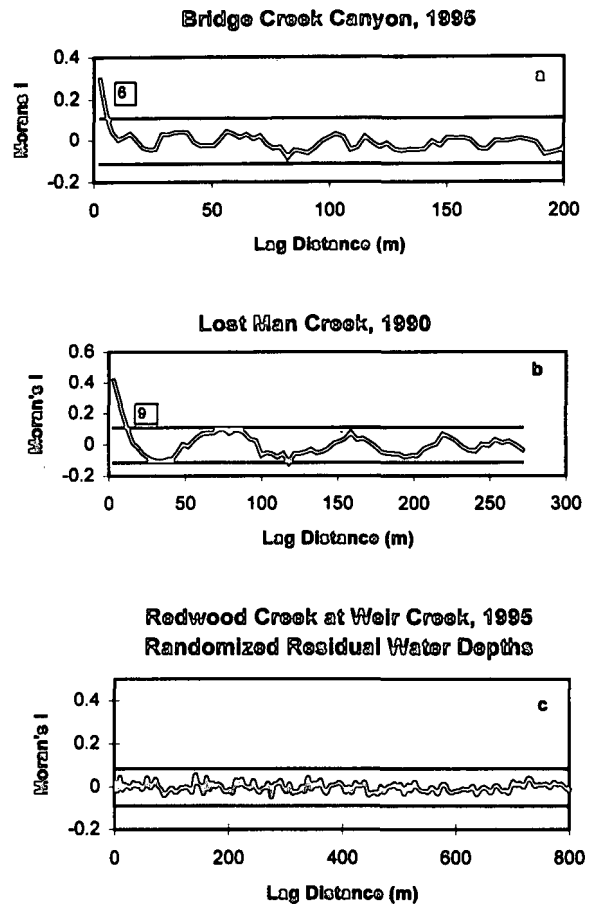 Bridge Creek Canyon, 1995
0.4
0.2
0
-0.2
Morans I
6
a
0 50 100 150 200
Lag Distance (m)
Lost Man Creek, 1990
0.6
0.4
0.2
0
-0.2
Moran's I
9
b
0 50 100 150 200 250 300
Lag Distance (m)
Redwood Creek at Weir Creek, 1995
Randomized Residual Water Depths
0.4
0.2
0
-0.2
Moran's I
c
0 200 400 600 800
Lag Distance (m)